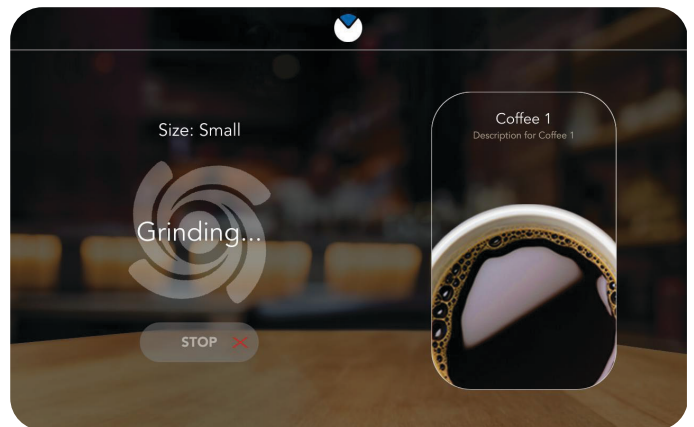 Size: Small
Grinding...
STOP
Coffee 1
Description for Coffee 1